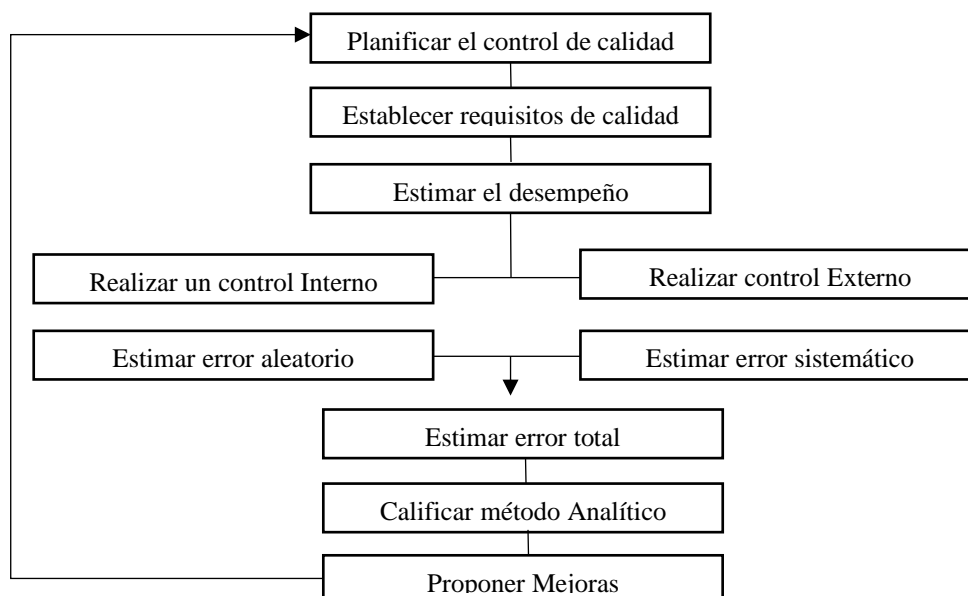 Planificar el control de calidad
Establecer requisitos de calidad
Estimar el desempeño
Realizar un control Interno
Realizar control Externo
Estimar error aleatorio
Estimar error sistemático
Estimar error total
Calificar método Analítico
Proponer Mejoras